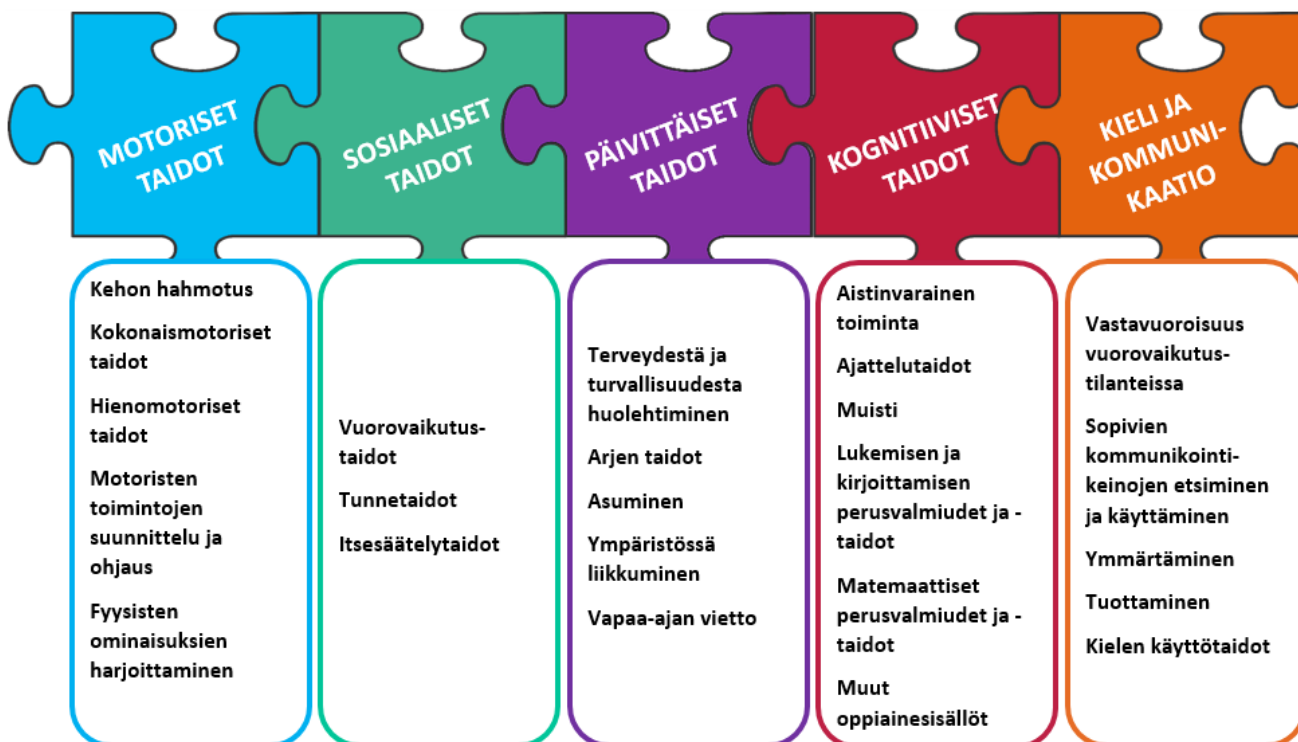 MOTORISET
TAIDOT
SOSIAALISET
TAIDOT
PÄIVITTÄISET
TAIDOT
KOGNITIIVISET
TAIDOT
KIELI JA
KOMMUNI-
KAATIO
Kehon hahmotus
Kokonaismotoriset
taidot
Hienomotoriset
taidot
Motoristen
toimintojen
suunnittelu ja
ohjaus
Fyysisten
ominaisuksien
harjoittaminen
Vuorovaikutus-
taidot
Tunnetaidot
Itsesäätelytaidot
Terveydestä ja
turvallisuudesta
huolehtiminen
Arjen taidot
Asuminen
Ympäristössä
liikkuminen
Vapaa-ajan vietto
Aistinvarainen
toiminta
Ajattelutaidot
Muisti
Lukemisen ja
kirjoittamisen
perusvalmiudet ja -
taidot
Matemaattiset
perusvalmiudet ja -
taidot
Muut
oppiainesisällöt
Vastavuoroisuus
vuorovaikutus-
tilanteissa
Sopivien
kommunikointi-
keinojen etsiminen
ja käyttäminen
Ymmärtäminen
Tuottaminen
Kielen käyttötaidot